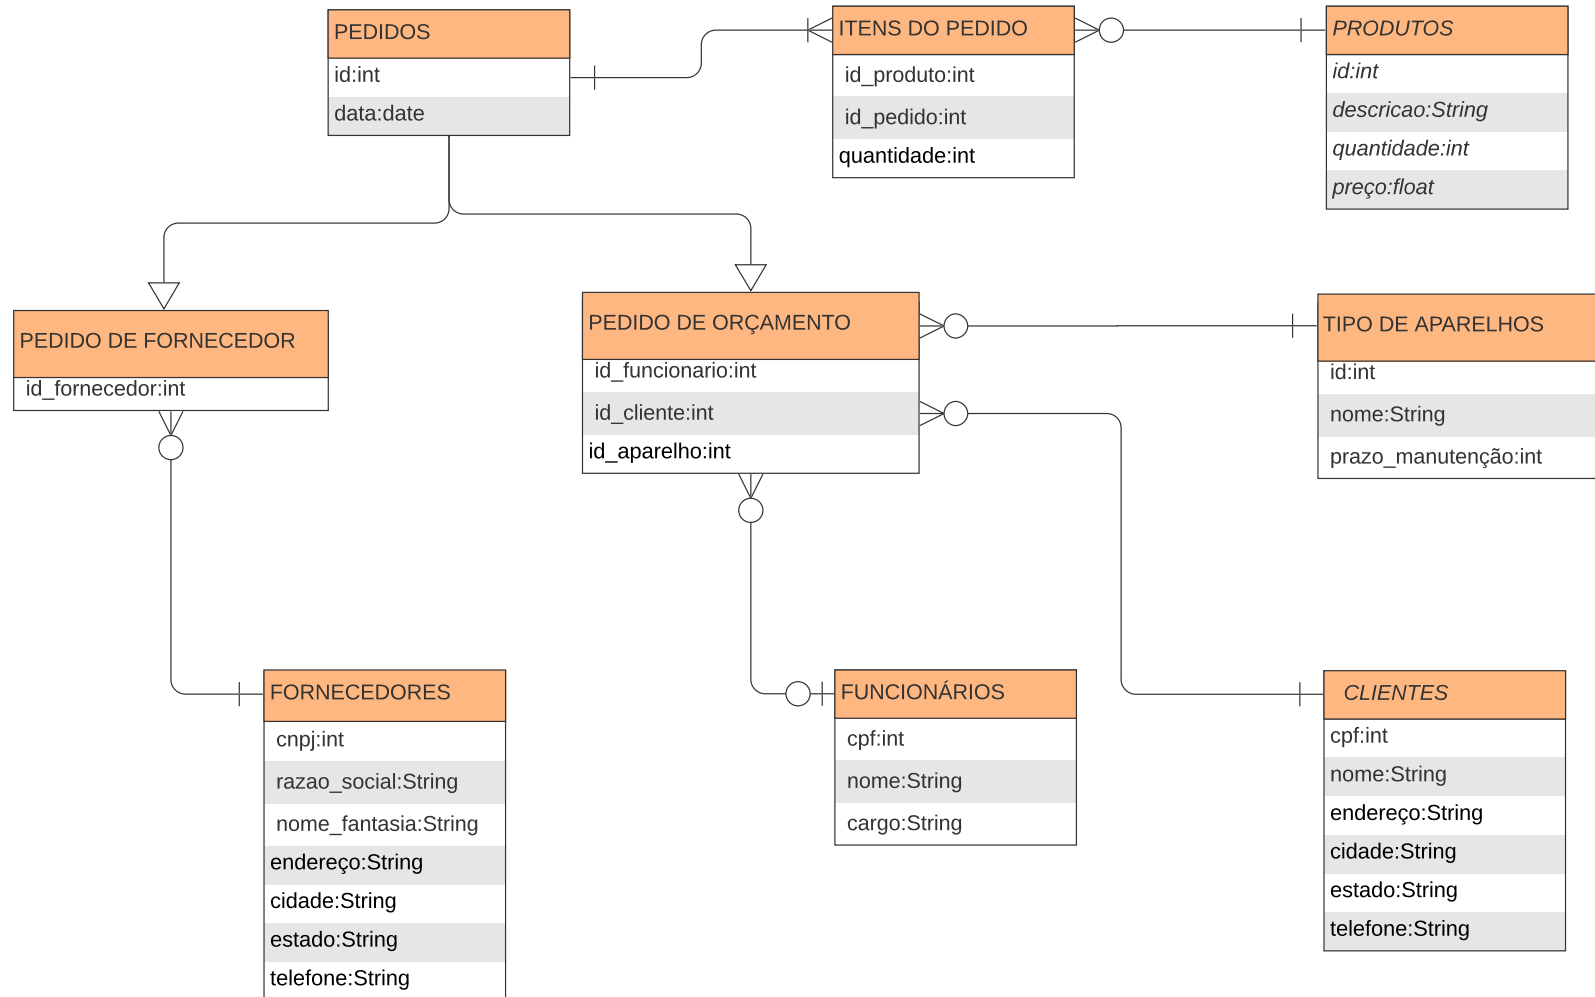 PEDIDOS
id:int
data:date
ITENS DO PEDIDO
id_produto:int
id_pedido:int
quantidade:int
PRODUTOS
id:int
descricao:String
quantidade:int
preço:float
PEDIDO DE FORNECEDOR
id_fornecedor:int
PEDIDO DE ORÇAMENTO
id_funcionario:int
id_cliente:int
id_aparelho:int
TIPO DE APARELHOS
id:int
nome:String
prazo_manutenção:int
FORNECEDORES
cnpj:int
razao_social:String
nome_fantasia:String
endereço:String
cidade:String
estado:String
telefone:String
FUNCIONÁRIOS
cpf:int
nome:String
cargo:String
CLIENTES
cpf:int
nome:String
endereço:String
cidade:String
estado:String
telefone:String